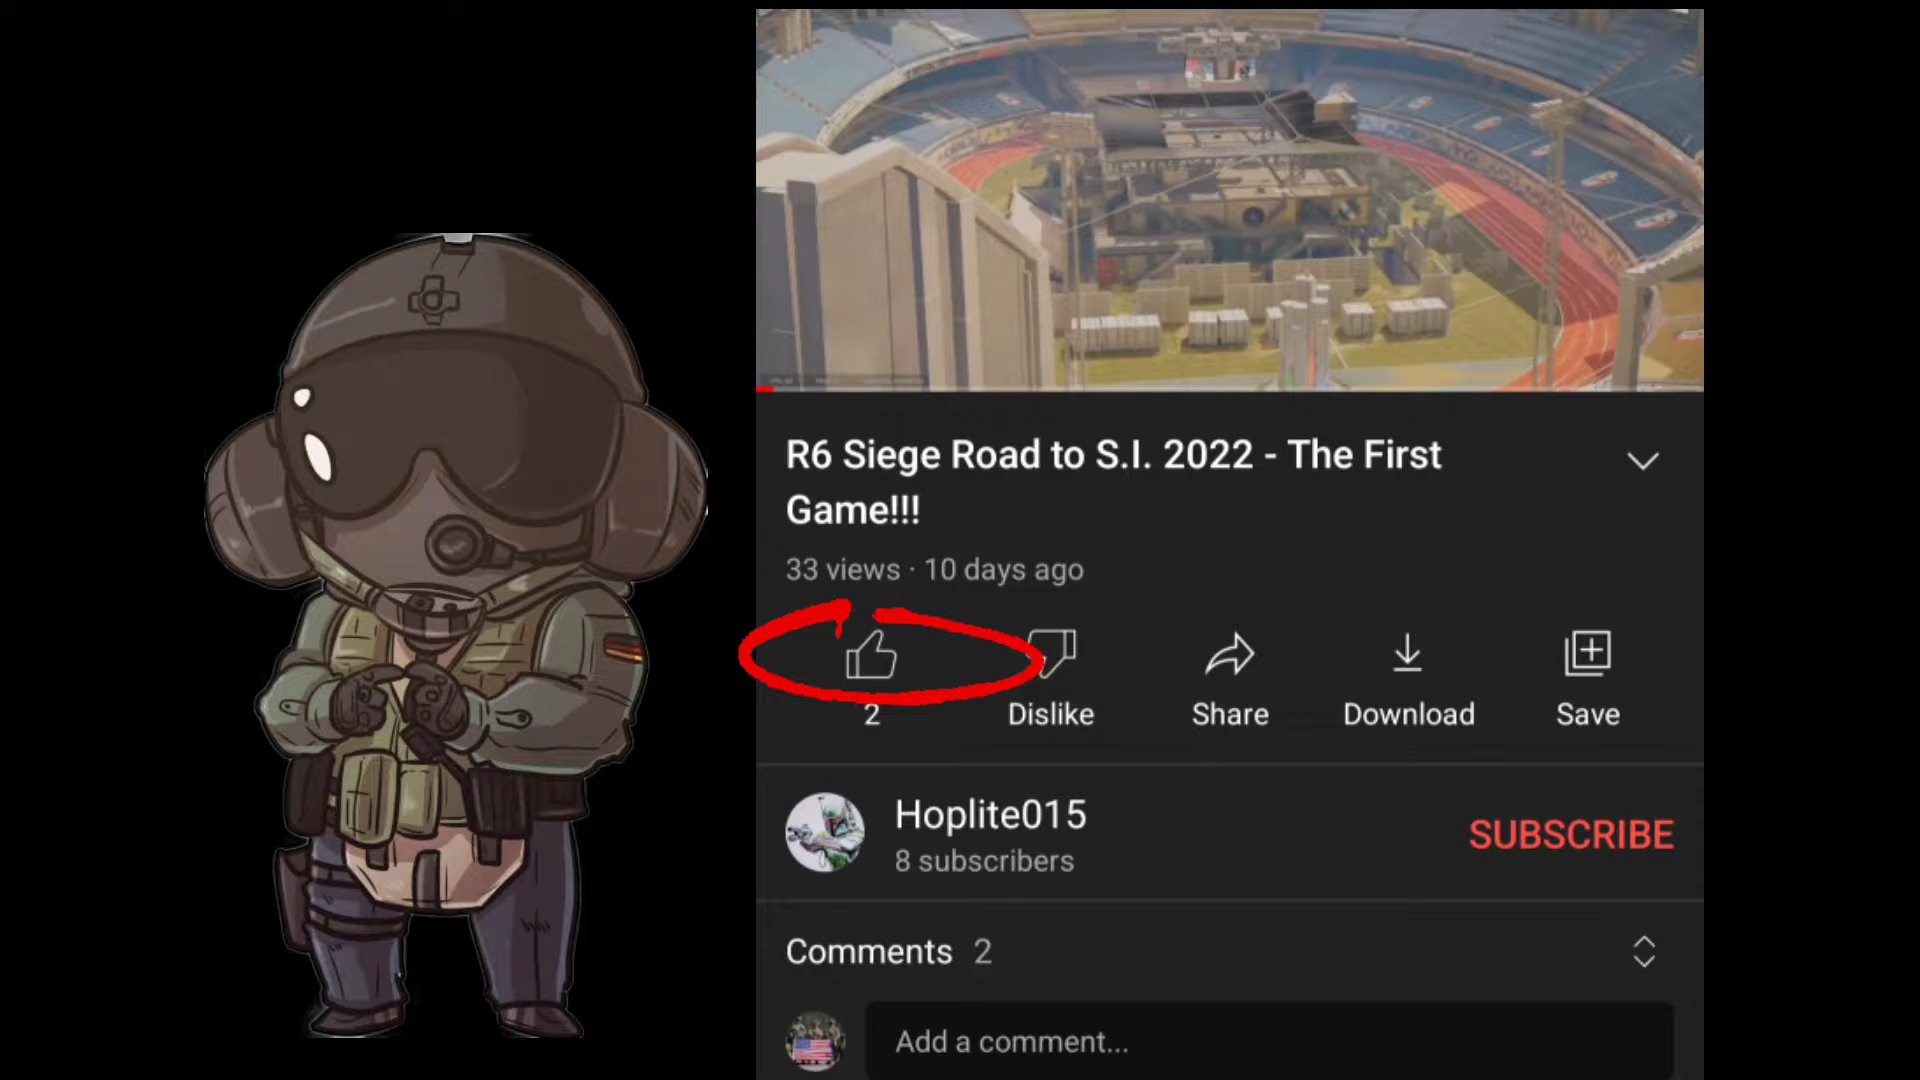 R6 Siege Road to S.I. 2022 - The First
Game!!!
33 views · 10 days ago
2
Dislike
Share
Download
Save
Hoplite015
8 subscribers
SUBSCRIBE
Comments 2
Add a comment...